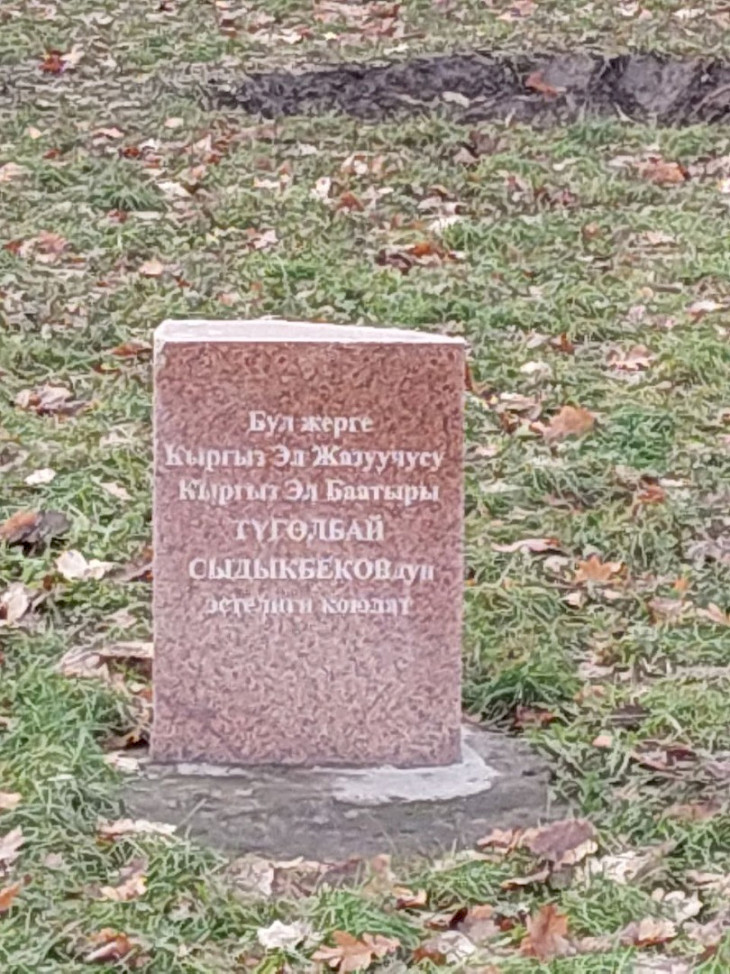 Бул жерге
Кыргыз Эл Жазуучусу
Кыргыз Эл Баатыры
ТҮГӨЛБАЙ
СЫДЫКБЕКОВдун
эстелиги коюлат